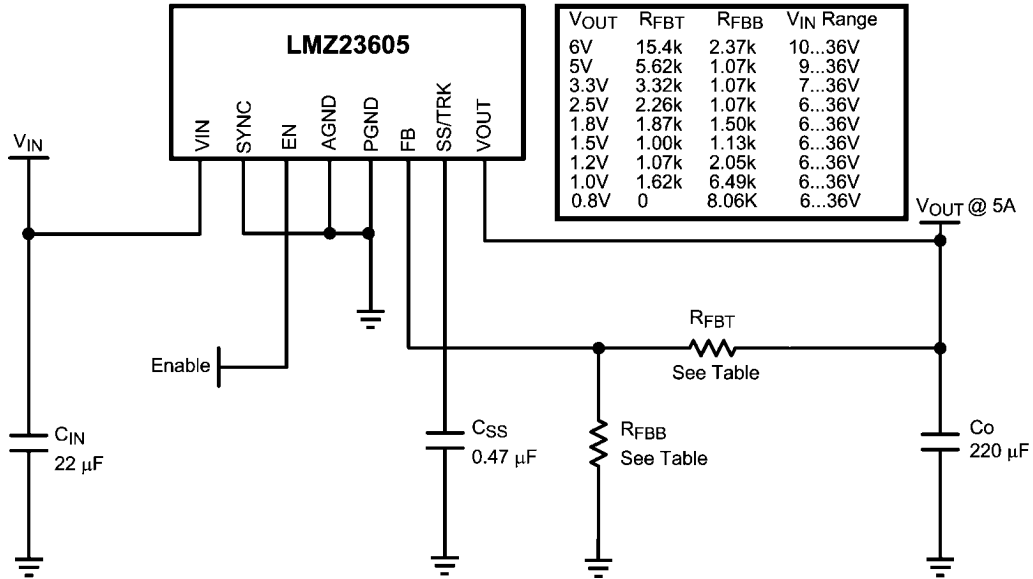 LMZ23605
VIN
SYNC
EN
AGND
PGND
FB
SS/TRK
VOUT
VOUT RFBT RFBB VIN Range
6V 15.4k 2.37k 10...36V
5V 5.62k 1.07k 9...36V
3.3V 3.32k 1.07k 7...36V
2.5V 2.26k 1.07k 6...36V
1.8V 1.87k 1.50k 6...36V
1.5V 1.00k 1.13k 6...36V
1.2V 1.07k 2.05k 6...36V
1.0V 1.62k 6.49k 6...36V
0.8V 0 8.06K 6...36V
VIN
VOUT @ 5A
Enable
RFBT
See Table
CIN
22 μF
CSS
0.47 μF
RFBB
See Table
Co
220 μF